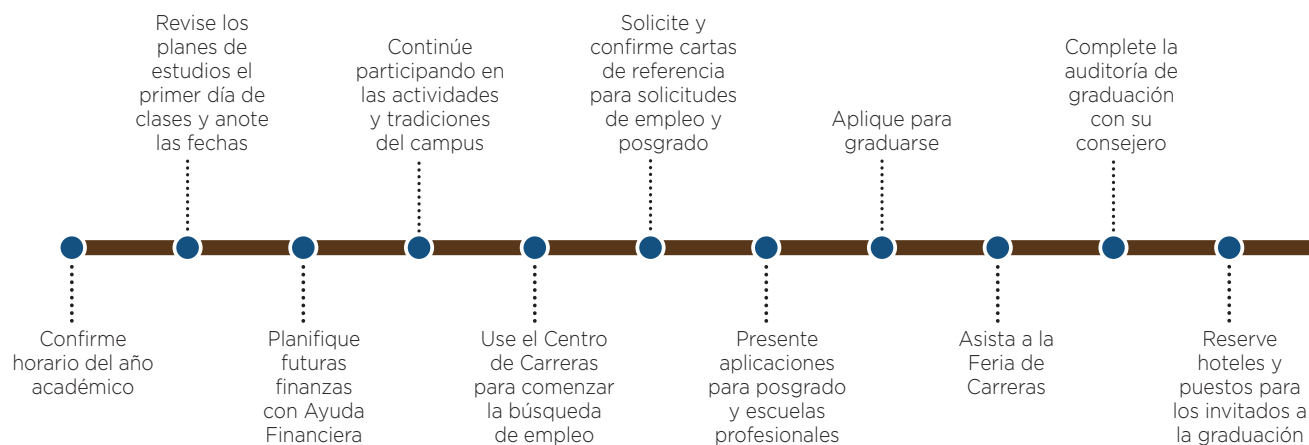 Revise los
planes de
estudios el
primer día de
clases y anote
las fechas
Continúe
participando en
las actividades
y tradiciones
del campus
Solicite y
confirme cartas
de referencia
para solicitudes
de empleo y
posgrado
Aplique para
graduarse
Complete la
auditoría de
graduación
con su
consejero
Confirme
horario del año
académico
Planifique
futuras
finanzas
con Ayuda
Financiera
Use el Centro
de Carreras
para comenzar
la búsqueda
de empleo
Presente
aplicaciones
para posgrado
y escuelas
profesionales
Asista a la
Feria de
Carreras
Reserve
hoteles y
puestos para
los invitados a
la graduación